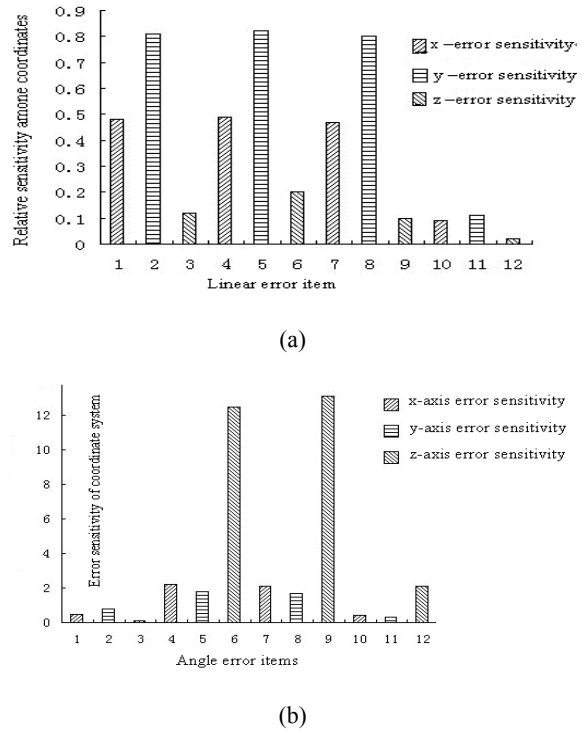 Relative sensitivity amone coordinates
0.9
0.8
0.7
0.6
0.5
0.4
0.3
0.2
0.1
0
1 2 3 4 5 6 7 8 9 10 11 12
Linear error item
x -error sensitivity
y -error sensitivity
z -error sensitivity
(a)
Error sensitivity of coordinate system
12
10
8
6
4
2
0
1 2 3 4 5 6 7 8 9 10 11 12
Angle error items
x-axis error sensitivity
y-axis error sensitivity
z-axis error sensitivity
(b)